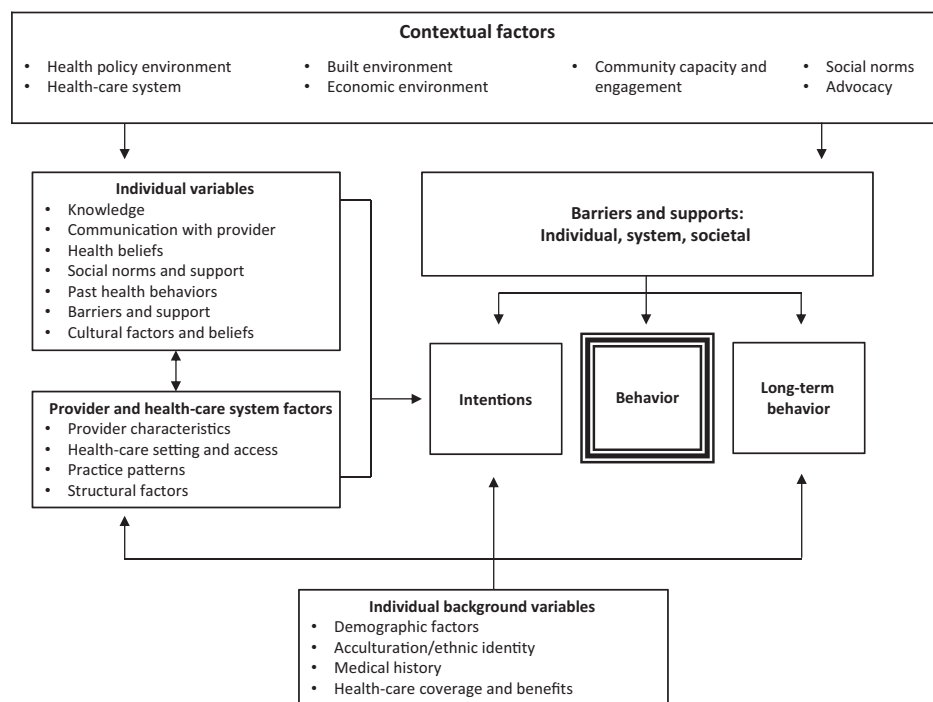 Contextual factors
• Health policy environment
• Health-care system
• Built environment
• Economic environment
• Community capacity and
engagement
• Social norms
• Advocacy
Individual variables
• Knowledge
• Communication with provider
• Health beliefs
• Social norms and support
• Past health behaviors
• Barriers and support
• Cultural factors and beliefs
Barriers and supports:
Individual, system, societal
Provider and health-care system factors
• Provider characteristics
• Health-care setting and access
• Practice patterns
• Structural factors
Intentions
Behavior
Long-term
behavior
Individual background variables
• Demographic factors
• Acculturation/ethnic identity
• Medical history
• Health-care coverage and benefits